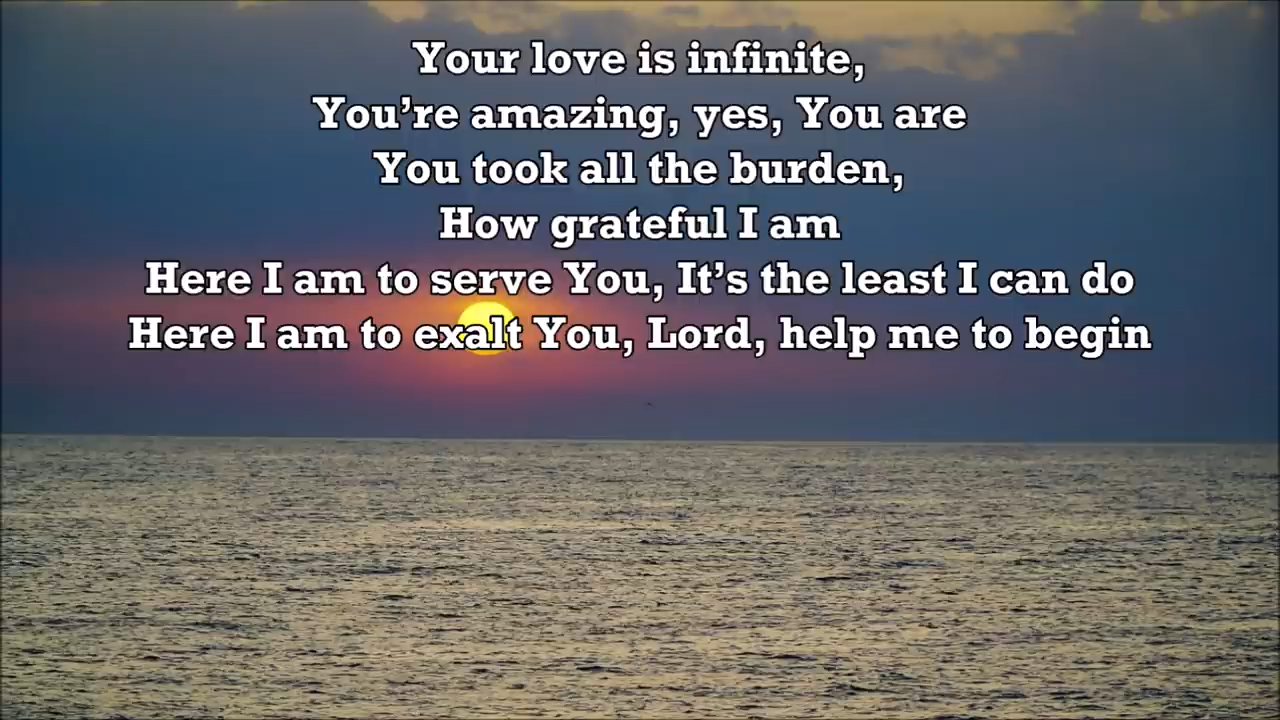 Your love is infinite,
You’re amazing, yes, You are
You took all the burden,
How grateful I am
Here I am to serve You, It’s the least I can do
Here I am to exalt You, Lord, help me to begin